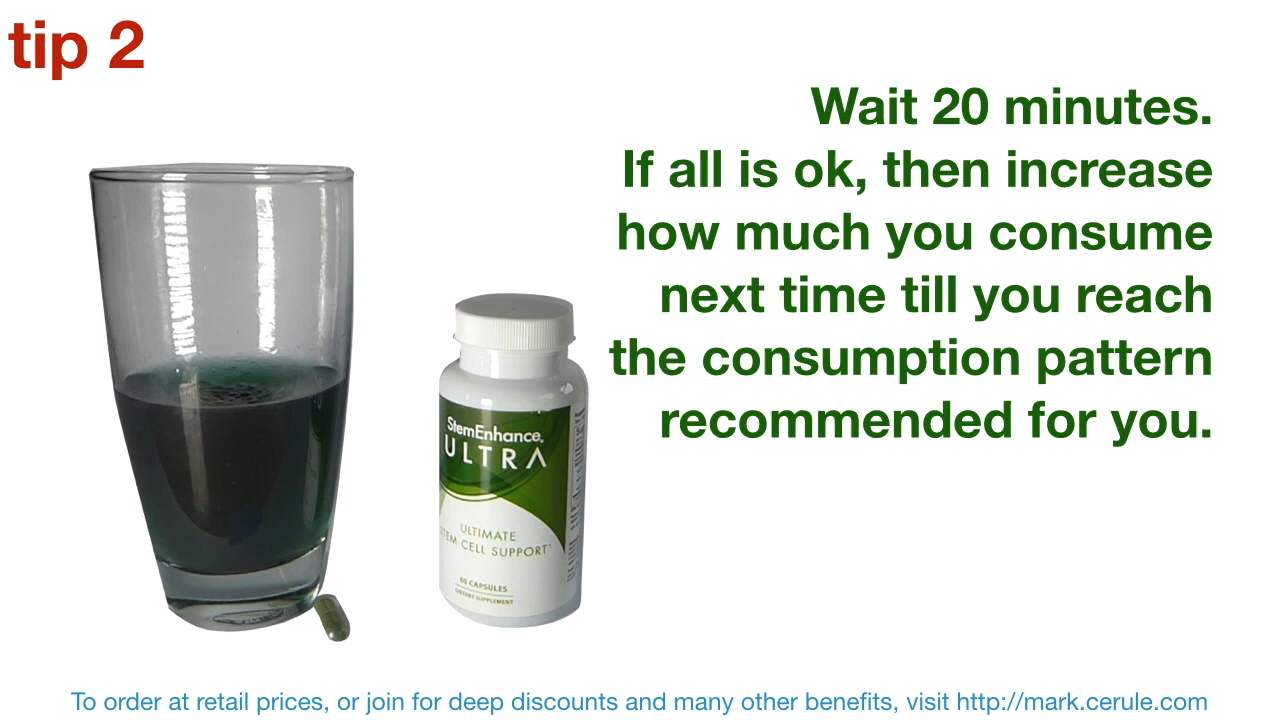 tip 2
Wait 20 minutes.
If all is ok, then increase
how much you consume
next time till you reach
the consumption pattern
recommended for you.
StemEnhance
ULTRA
ULTIMATE
STEM CELL SUPPORT*
60 CAPSULES
DIETARY SUPPLEMENT
To order at retail prices, or join for deep discounts and many other benefits, visit http://mark.cerule.com